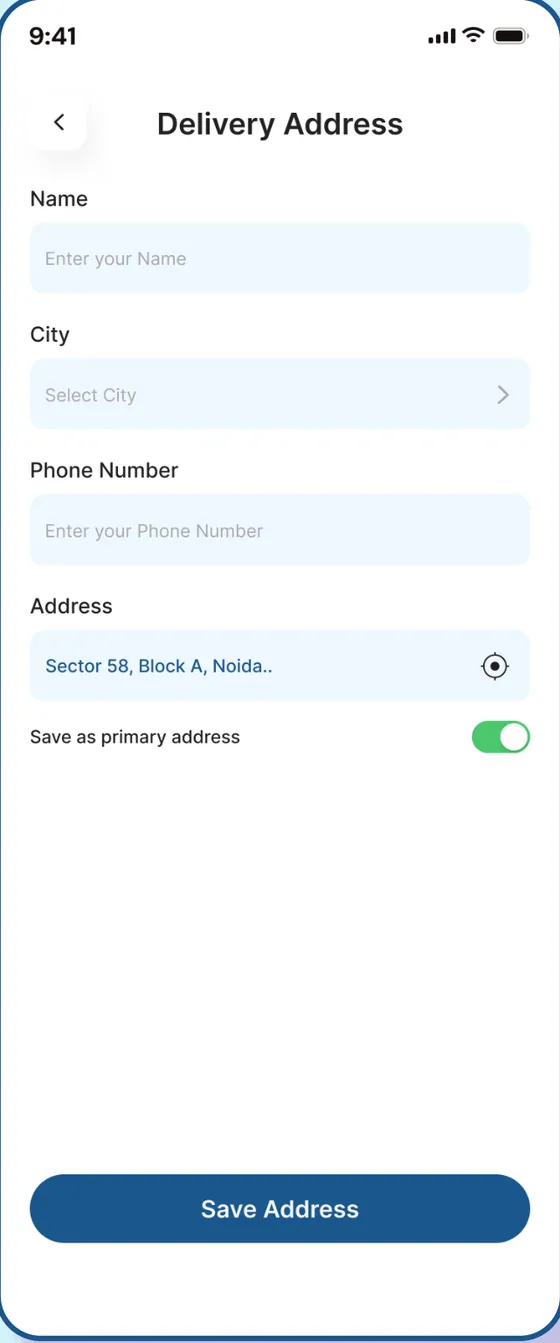 9:41
Delivery Address
Name
Enter your Name
City
Select City
Phone Number
Enter your Phone Number
Address
Sector 58, Block A, Noida..
Save as primary address
Save Address